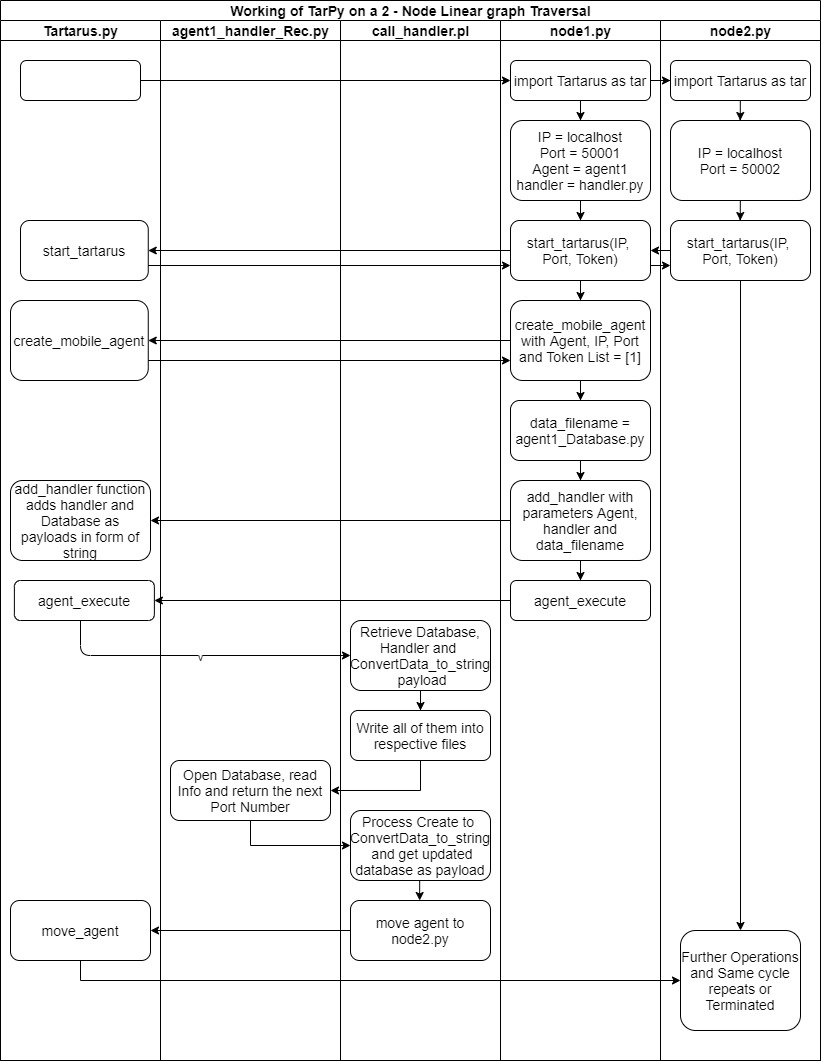 Working of TarPy on a 2 - Node Linear graph Traversal
Tartarus.py
agent1_handler_Rec.py
call_handler.pl
node1.py
node2.py
import Tartarus as tar
import Tartarus as tar
IP = localhost
Port = 50001
Agent = agent1
handler = handler.py
IP = localhost
Port = 50002
start_tartarus
start_tartarus(IP,
Port, Token)
start_tartarus(IP,
Port, Token)
create_mobile_agent
create_mobile_agent
with Agent, IP, Port
and Token List = [1]
data_filename =
agent1_Database.py
add_handler function
adds handler and
Database as
payloads in form of
string
add_handler with
parameters Agent,
handler and
data_filename
agent_execute
agent_execute
Retrieve Database,
Handler and
ConvertData_to_string
payload
Write all of them into
respective files
Open Database, read
Info and return the next
Port Number
Process Create to
ConvertData_to_string
and get updated
database as payload
move_agent
move agent to
node2.py
Further Operations
and Same cycle
repeats or
Terminated